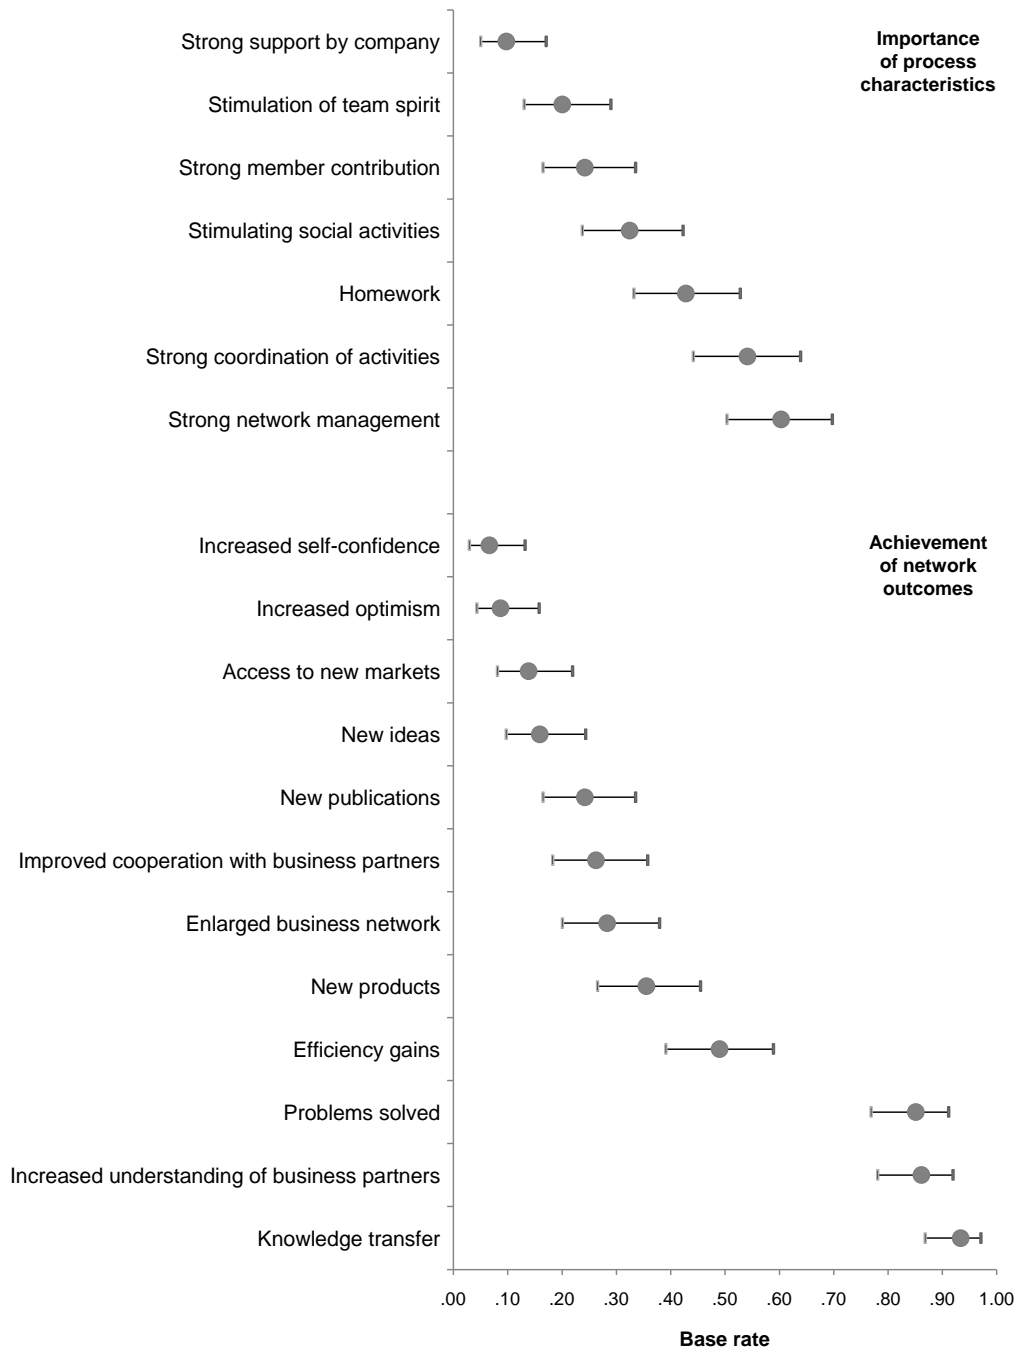 Strong support by company
Importance
of process
characteristics
Stimulation of team spirit
Strong member contribution
Stimulating social activities
Homework
Strong coordination of activities
Strong network management
Increased self-confidence
Achievement
of network
outcomes
Increased optimism
Access to new markets
New ideas
New publications
Improved cooperation with business partners
Enlarged business network
New products
Efficiency gains
Problems solved
Increased understanding of business partners
Knowledge transfer
.00 .10 .20 .30 .40 .50 .60 .70 .80 .90 1.00
Base rate